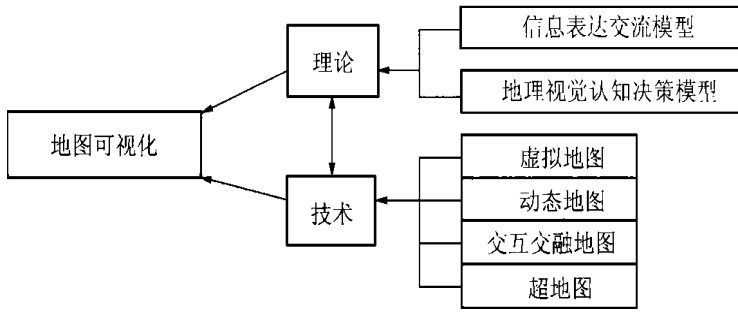 信息表达交流模型
理论
地理视觉认知决策模型
地图可视化
虚拟地图
动态地图
技术
交互交融地图
超地图